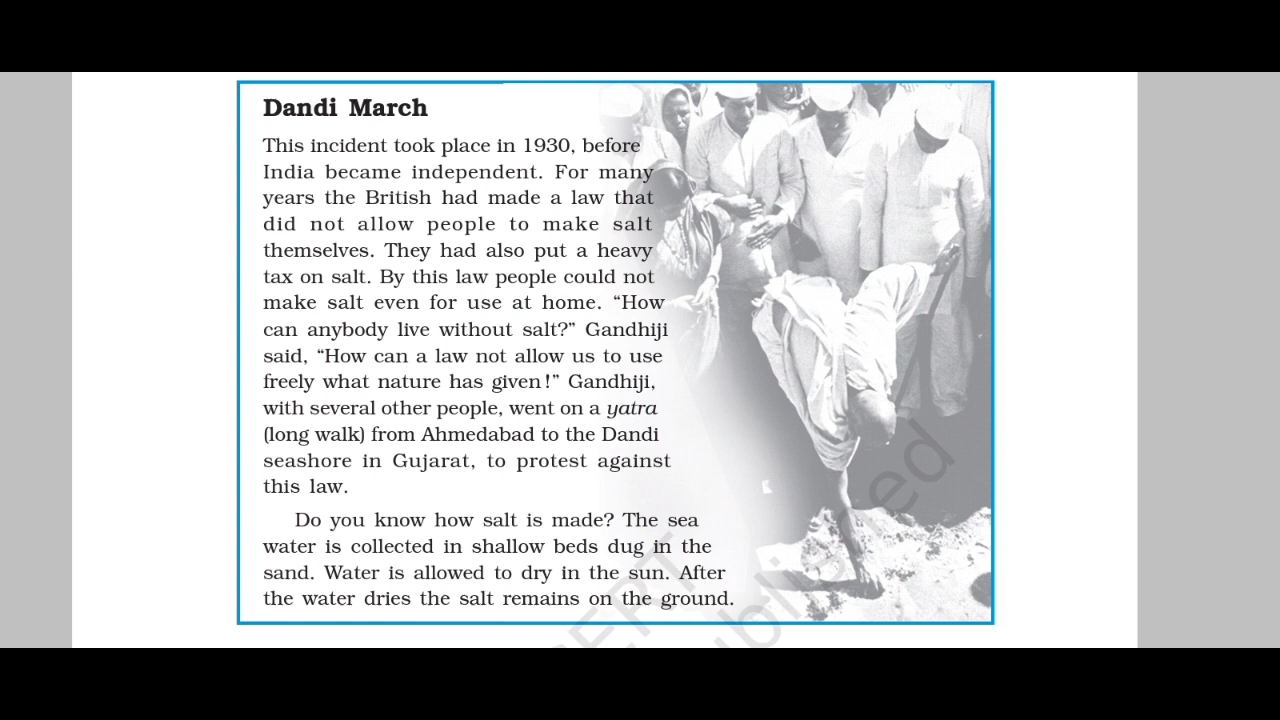 Dandi March
This incident took place in 1930, before
India became independent. For many
years the British had made a law that
did not allow people to make salt
themselves. They had also put a heavy
tax on salt. By this law people could not
make salt even for use at home. “How
can anybody live without salt?” Gandhiji
said, “How can a law not allow us to use
freely what nature has given!” Gandhiji,
with several other people, went on a yatra
(long walk) from Ahmedabad to the Dandi
seashore in Gujarat, to protest against
this law.
Do you know how salt is made? The sea
water is collected in shallow beds dug in the
sand. Water is allowed to dry in the sun. After
the water dries the salt remains on the ground.